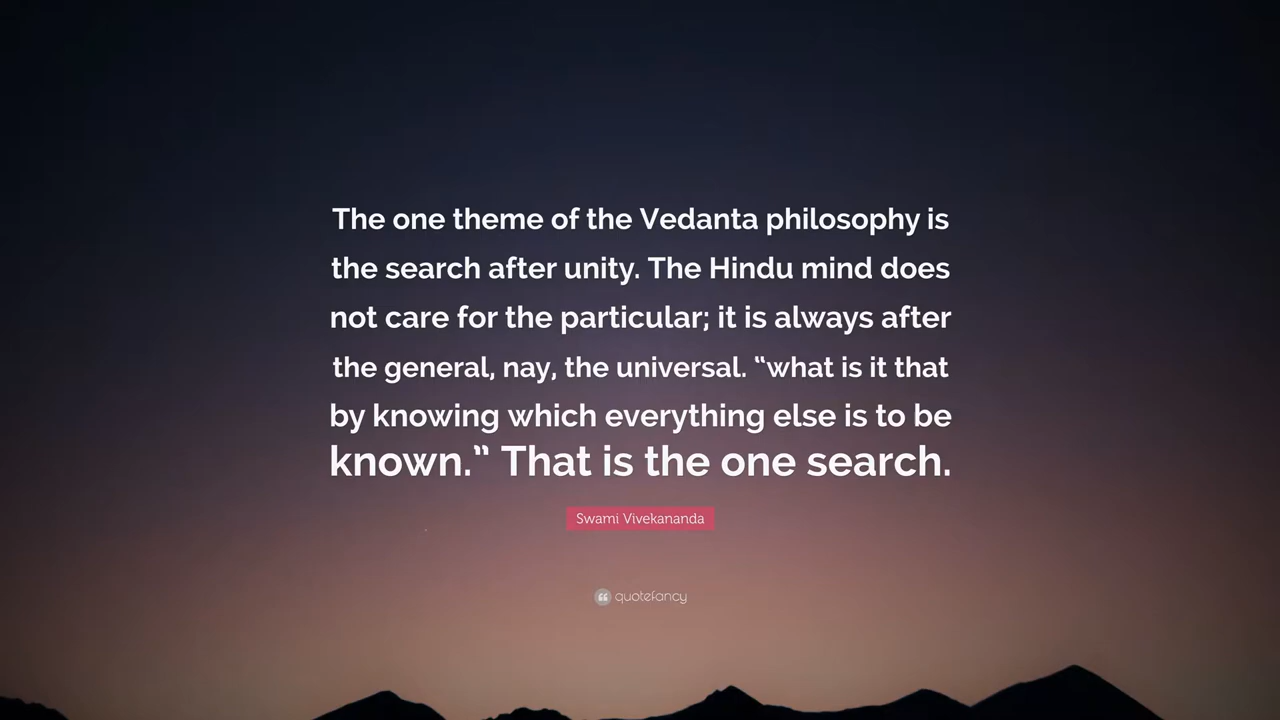 The one theme of the Vedanta philosophy is
the search after unity. The Hindu mind does
not care for the particular; it is always after
the general, nay, the universal. “what is it that
by knowing which everything else is to be
known.” That is the one search.
Swami Vivekananda
quotefancy